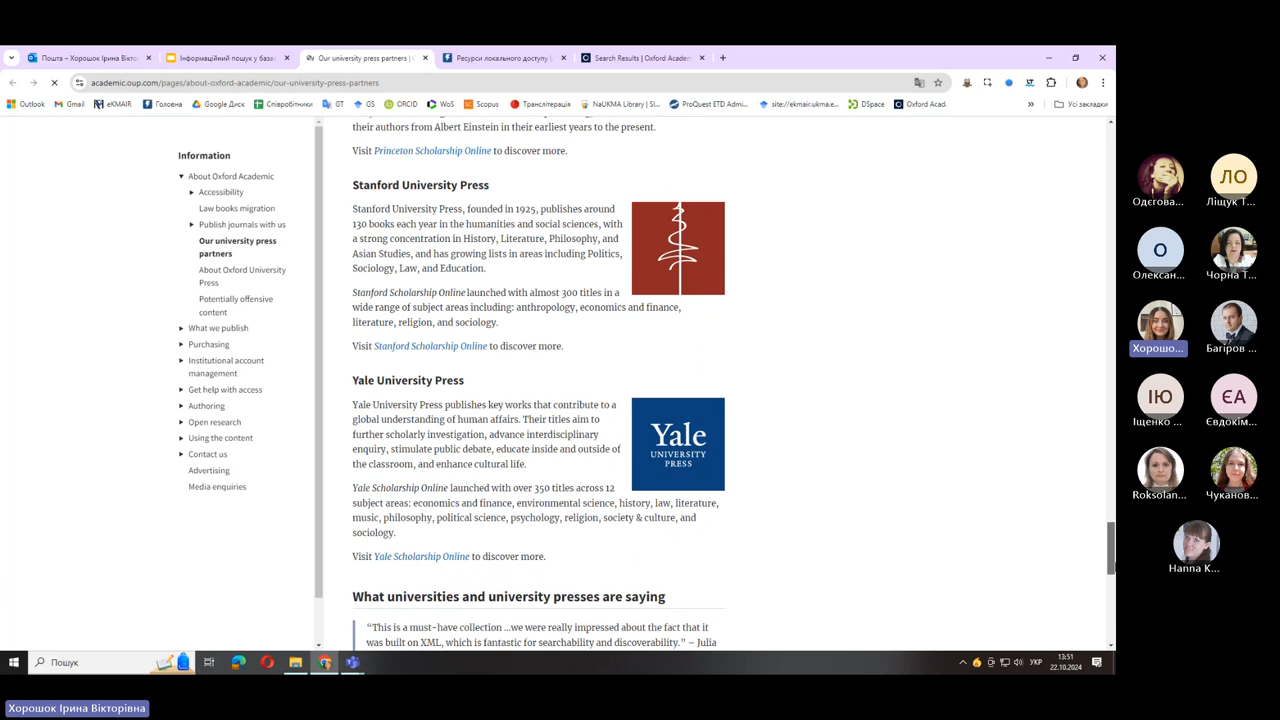 Пошта – Хорошок Ірина Вікто
Інформаційний пошук у база
Our university press partners | O
Ресурси локального доступу |
Search Results | Oxford Academ
academic.oup.com/pages/about-oxford-academic/our-university-press-partners
Outlook
Gmail
eKMAIR
Головна
Google Диск
Співробітники
GT
GS
ORCID
WoS
Scopus
Транслітерація
NaUKMA Library | Sl...
ProQuest ETD Admi...
site://ekmair.ukma.e...
DSpace
Oxford Acad.
Усі закладки
Information
About Oxford Academic
Accessibility
Law books migration
Publish journals with us
Our university press
partners
About Oxford University
Press
Potentially offensive
content
What we publish
Purchasing
Institutional account
management
Get help with access
Authoring
Open research
Using the content
Contact us
Advertising
Media enquiries
their authors from Albert Einstein in their earliest years to the present.
Visit Princeton Scholarship Online to discover more.
Stanford University Press
Stanford University Press, founded in 1925, publishes around
130 books each year in the humanities and social sciences, with
a strong concentration in History, Literature, Philosophy, and
Asian Studies, and has growing lists in areas including Politics,
Sociology, Law, and Education.
Stanford Scholarship Online launched with almost 300 titles in a
wide range of subject areas including: anthropology, economics and finance,
literature, religion, and sociology.
Visit Stanford Scholarship Online to discover more.
Yale University Press
Yale University Press publishes key works that contribute to a
global understanding of human affairs. Their titles aim to
further scholarly investigation, advance interdisciplinary
enquiry, stimulate public debate, educate inside and outside of
the classroom, and enhance cultural life.
Yale
UNIVERSITY
PRESS
Yale Scholarship Online launched with over 350 titles across 12
subject areas: economics and finance, environmental science, history, law, literature,
music, philosophy, political science, psychology, religion, society & culture, and
sociology.
Visit Yale Scholarship Online to discover more.
What universities and university presses are saying
“This is a must-have collection ...we were really impressed about the fact that it
was built on XML, which is fantastic for searchability and discoverability.” – Julia
Пошук
УКР
13:51
22.10.2024
Одєгова...
ЛО
Ліщук Т...
О
Олексан...
Чорна Т...
Хорошо...
Багіров ...
ІЮ
Іщенко ...
ЄА
Євдокім...
Roksolan...
Чуканов...
Hanna K...
Хорошок Ірина Вікторівна